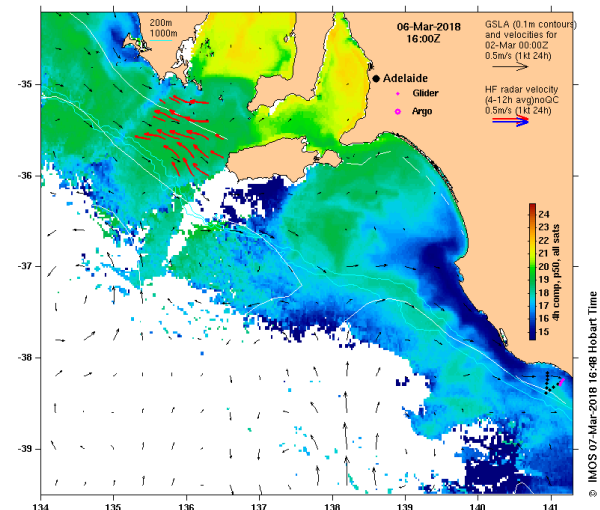 200m
1000m
06-Mar-2018
16:00Z
GSLA (0.1m contours)
and velocities for
02-Mar 00:00Z
0.5m/s (1kt 24h)
Adelaide
Glider
Argo
HF radar velocity
(4-12h avg)noQC
0.5m/s (1kt 24h)
-35
-36
-37
-38
-39
24
23
22
21
20
19
18
17
16
15
4h comp, p50, all sats
134
135
136
137
138
139
140
141
© IMOS 07-Mar-2018 16:48 Hobart Time